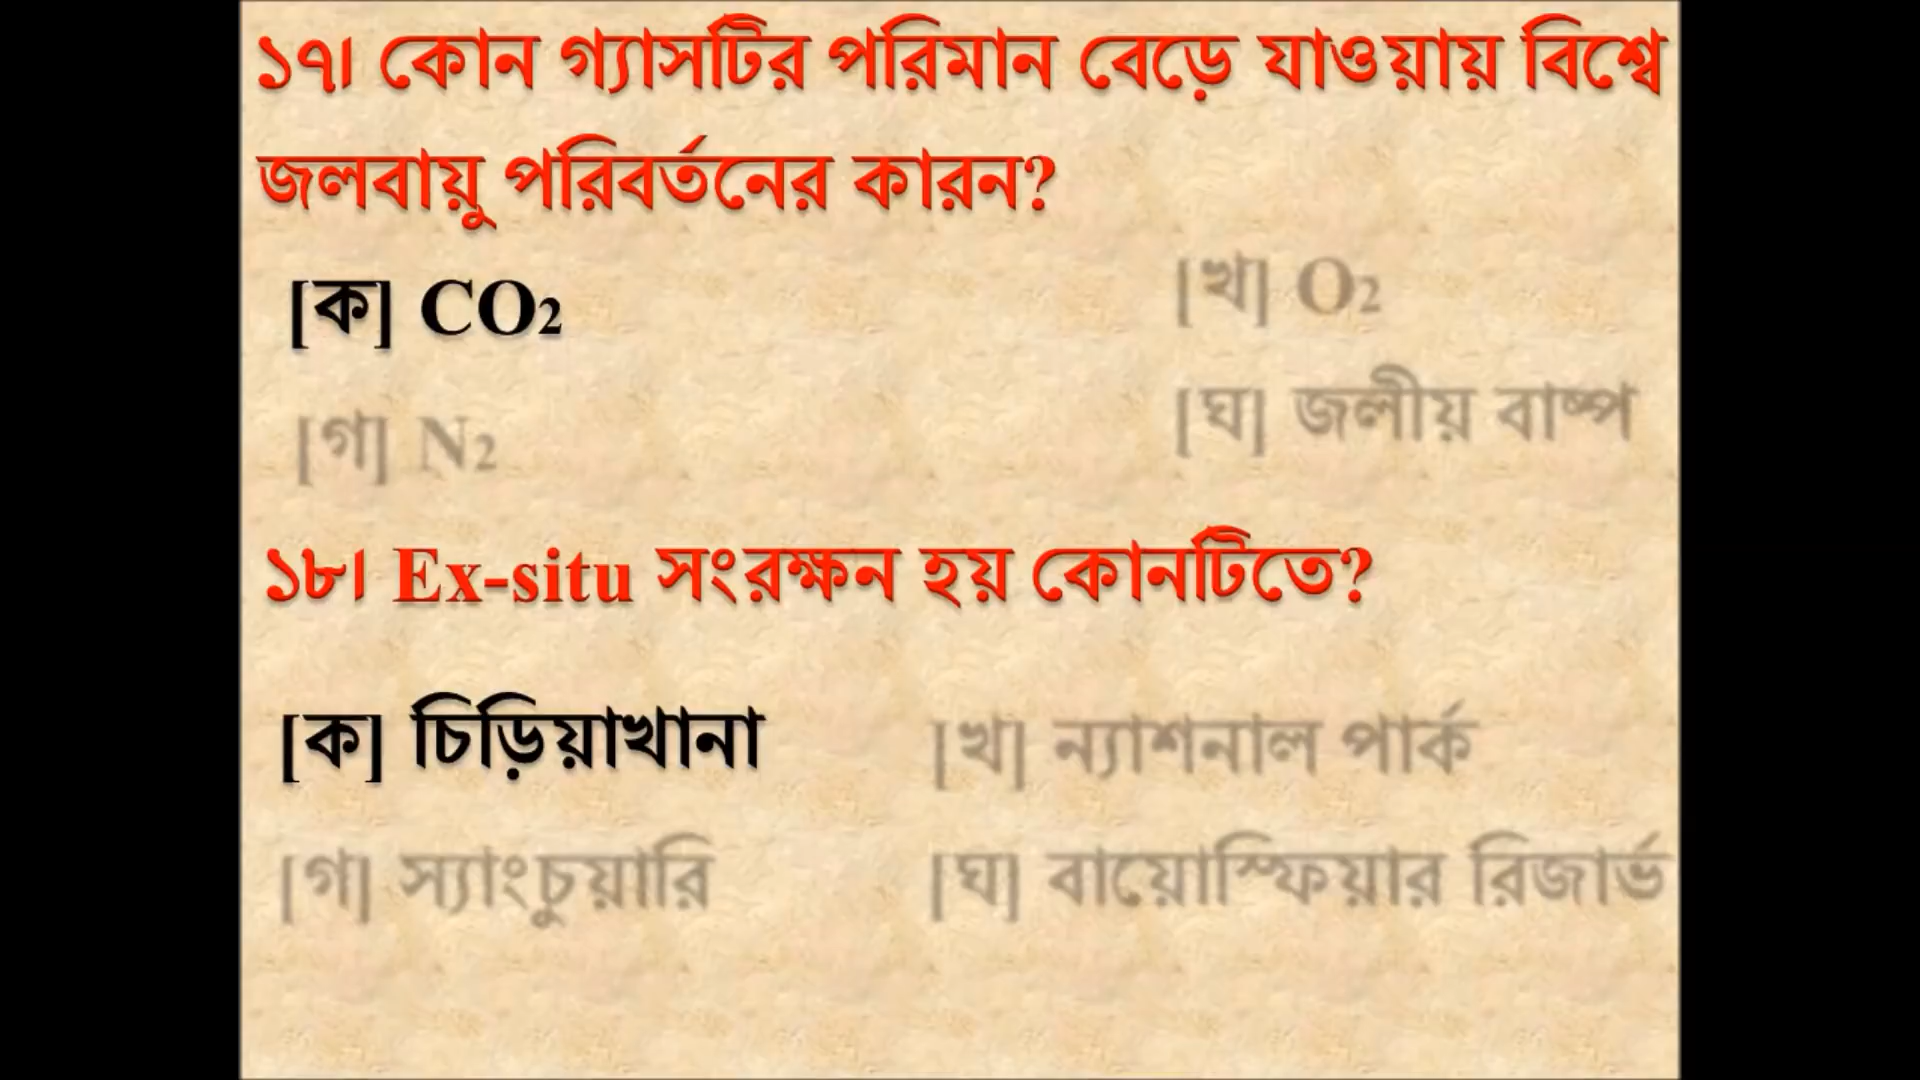 ১৭। কোন গ্যাসটির পরিমান বেড়ে যাওয়ায় বিশ্বে
জলবায়ু পরিবর্তনের কারন?
[ক] CO₂ [খ] O₂
[গ] N₂ [ঘ] জলীয় বাষ্প
১৮। Ex-situ সংরক্ষন হয় কোনটিতে?
[ক] চিড়িয়াখানা [খ] ন্যাশনাল পার্ক
[গ] স্যাংচুয়ারি [ঘ] বায়োস্ফিয়ার রিজার্ভ